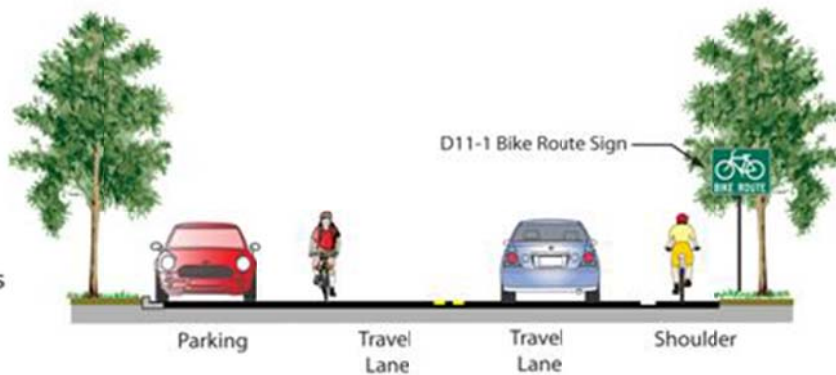 D11-1 Bike Route Sign
BIKE ROUTE
s
Parking
Travel
Lane
Travel
Lane
Shoulder